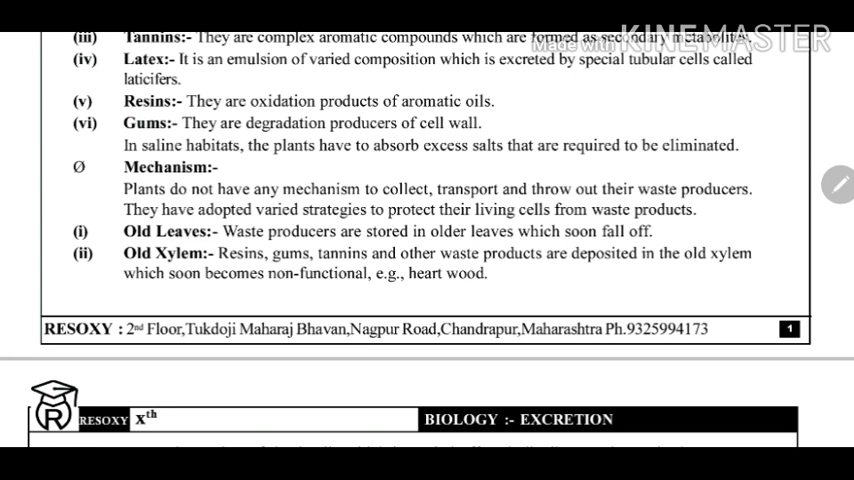 (iii) Tannins:- They are complex aromatic compounds which are formed as secondary metabolites.
Made with KINEMASTER
(iv) Latex:- It is an emulsion of varied composition which is excreted by special tubular cells called
laticifers.
(v) Resins:- They are oxidation products of aromatic oils.
(vi) Gums:- They are degradation producers of cell wall.
In saline habitats, the plants have to absorb excess salts that are required to be eliminated.
Ø Mechanism:-
Plants do not have any mechanism to collect, transport and throw out their waste producers.
They have adopted varied strategies to protect their living cells from waste products.
(i) Old Leaves:- Waste producers are stored in older leaves which soon fall off.
(ii) Old Xylem:- Resins, gums, tannins and other waste products are deposited in the old xylem
which soon becomes non-functional, e.g., heart wood.
RESOXY : 2nd Floor,Tukdoji Maharaj Bhavan,Nagpur Road,Chandrapur,Maharashtra Ph.9325994173 1
R RESOXY Xth BIOLOGY :- EXCRETION